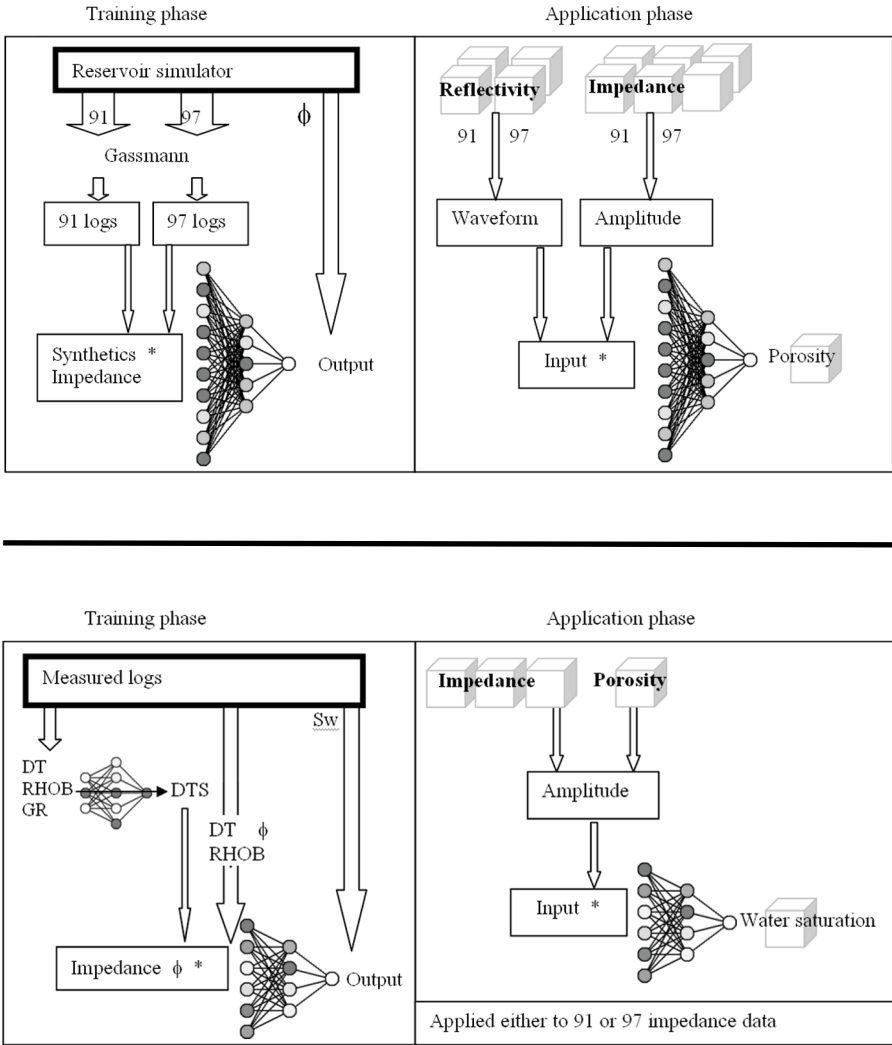 Training phase
Application phase
Reservoir simulator
91
97
ϕ
Gassmann
91 logs
97 logs
Synthetics *
Impedance
Output
Reflectivity
Impedance
91 97
91 97
Waveform
Amplitude
Input *
Porosity
Training phase
Application phase
Measured logs
Sw
DT
RHOB
GR
DTS
DT ϕ
RHOB
Impedance ϕ *
Output
Impedance
Porosity
Amplitude
Input *
Water saturation
Applied either to 91 or 97 impedance data